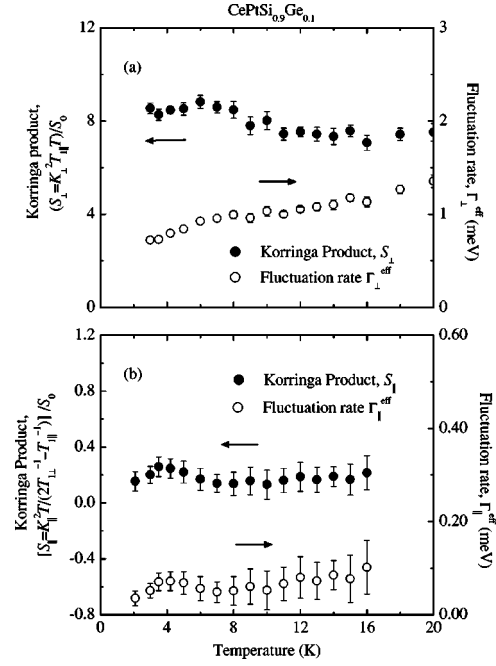 CePtSi0.9Ge0.1
12
8
4
0
Korringa product,
(S⊥=K⊥²T1∥T)/S0
(a)
Korringa Product, S⊥
Fluctuation rate Γ⊥eff
3
2
1
0
Fluctuation rate, Γ⊥eff
(meV)
1.2
0.8
0.4
0.0
-0.4
-0.8
Korringa Product,
[S∥=K∥²T/(2T1⊥⁻¹-T1∥⁻¹)]/S0
(b)
Korringa Product, S∥
Fluctuation rate Γ∥eff
0.60
0.40
0.20
0.00
Fluctuation rate, Γ∥eff
(meV)
0 4 8 12 16 20
Temperature (K)